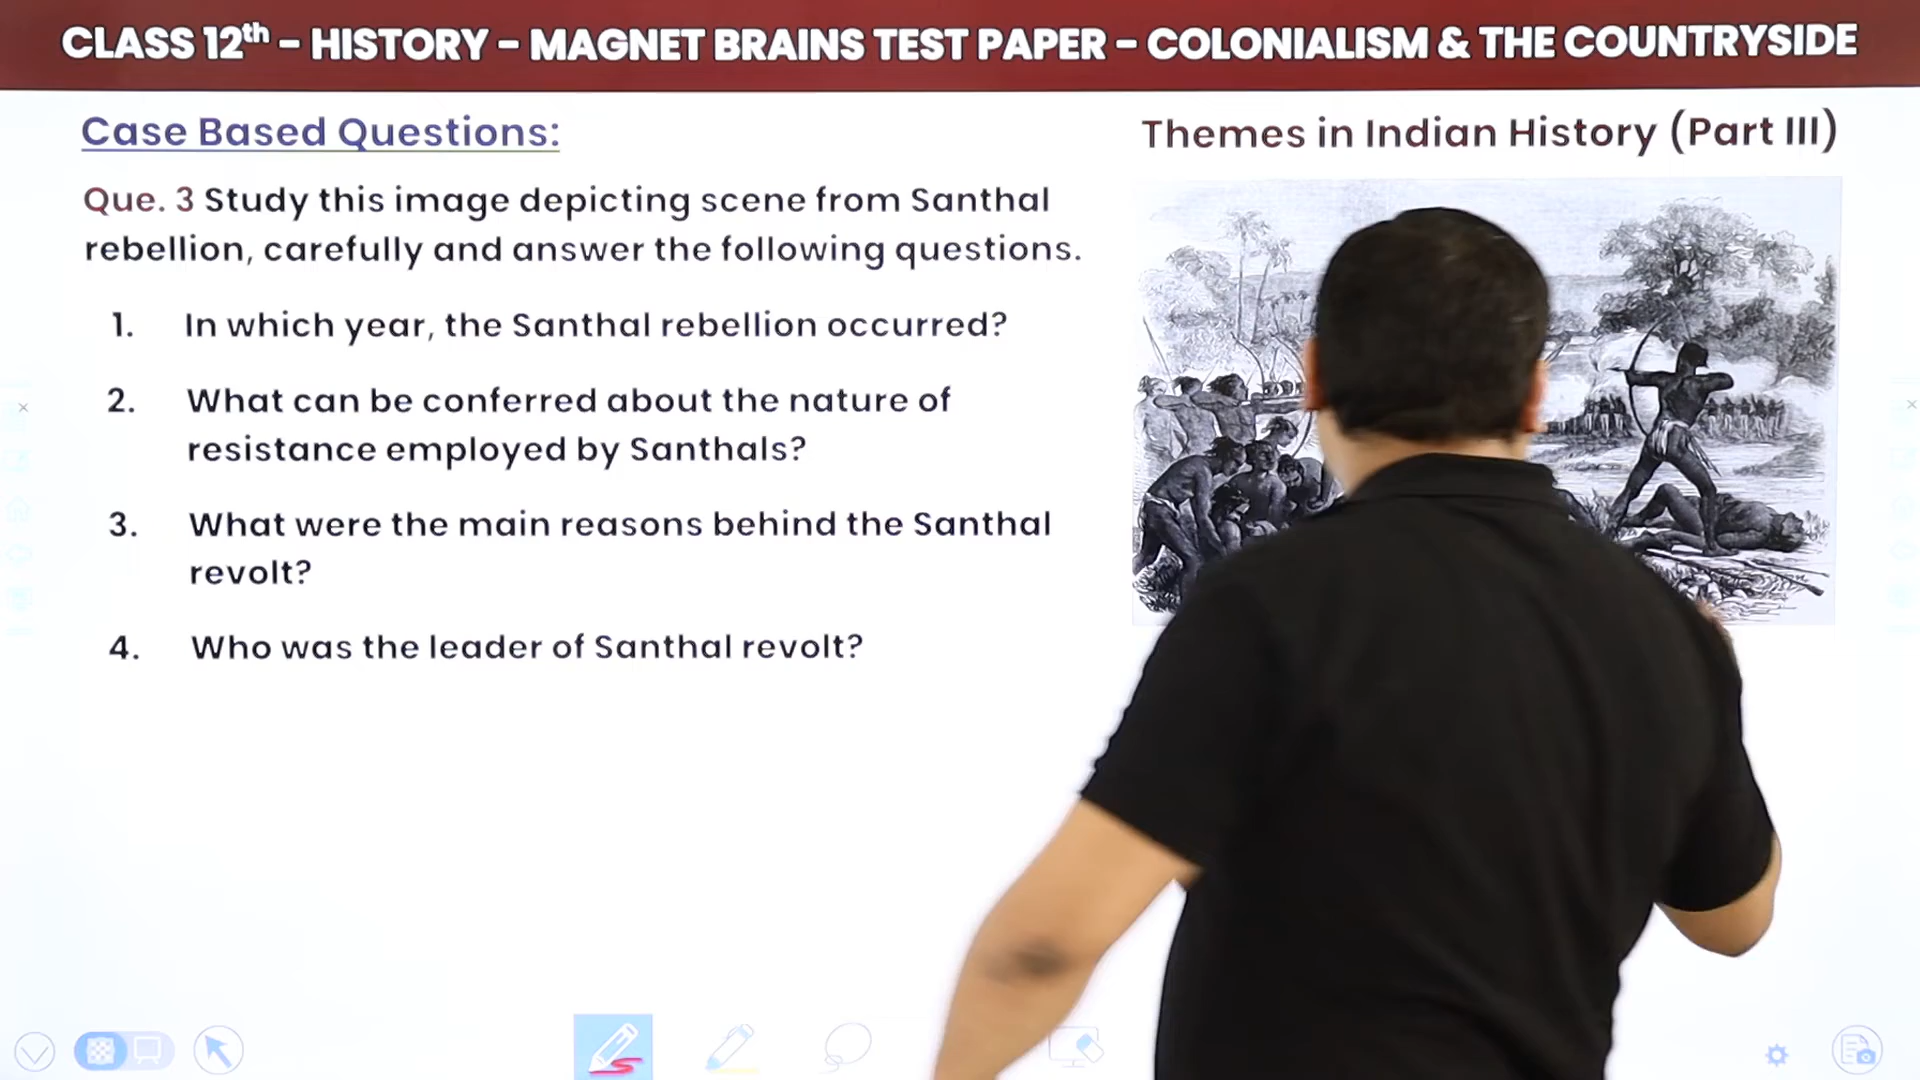 CLASS 12th – HISTORY – MAGNET BRAINS TEST PAPER – COLONIALISM & THE COUNTRYSIDE
Case Based Questions:
Themes in Indian History (Part III)
Que. 3 Study this image depicting scene from Santhal
rebellion, carefully and answer the following questions.
1. In which year, the Santhal rebellion occurred?
2. What can be conferred about the nature of
resistance employed by Santhals?
3. What were the main reasons behind the Santhal
revolt?
4. Who was the leader of Santhal revolt?